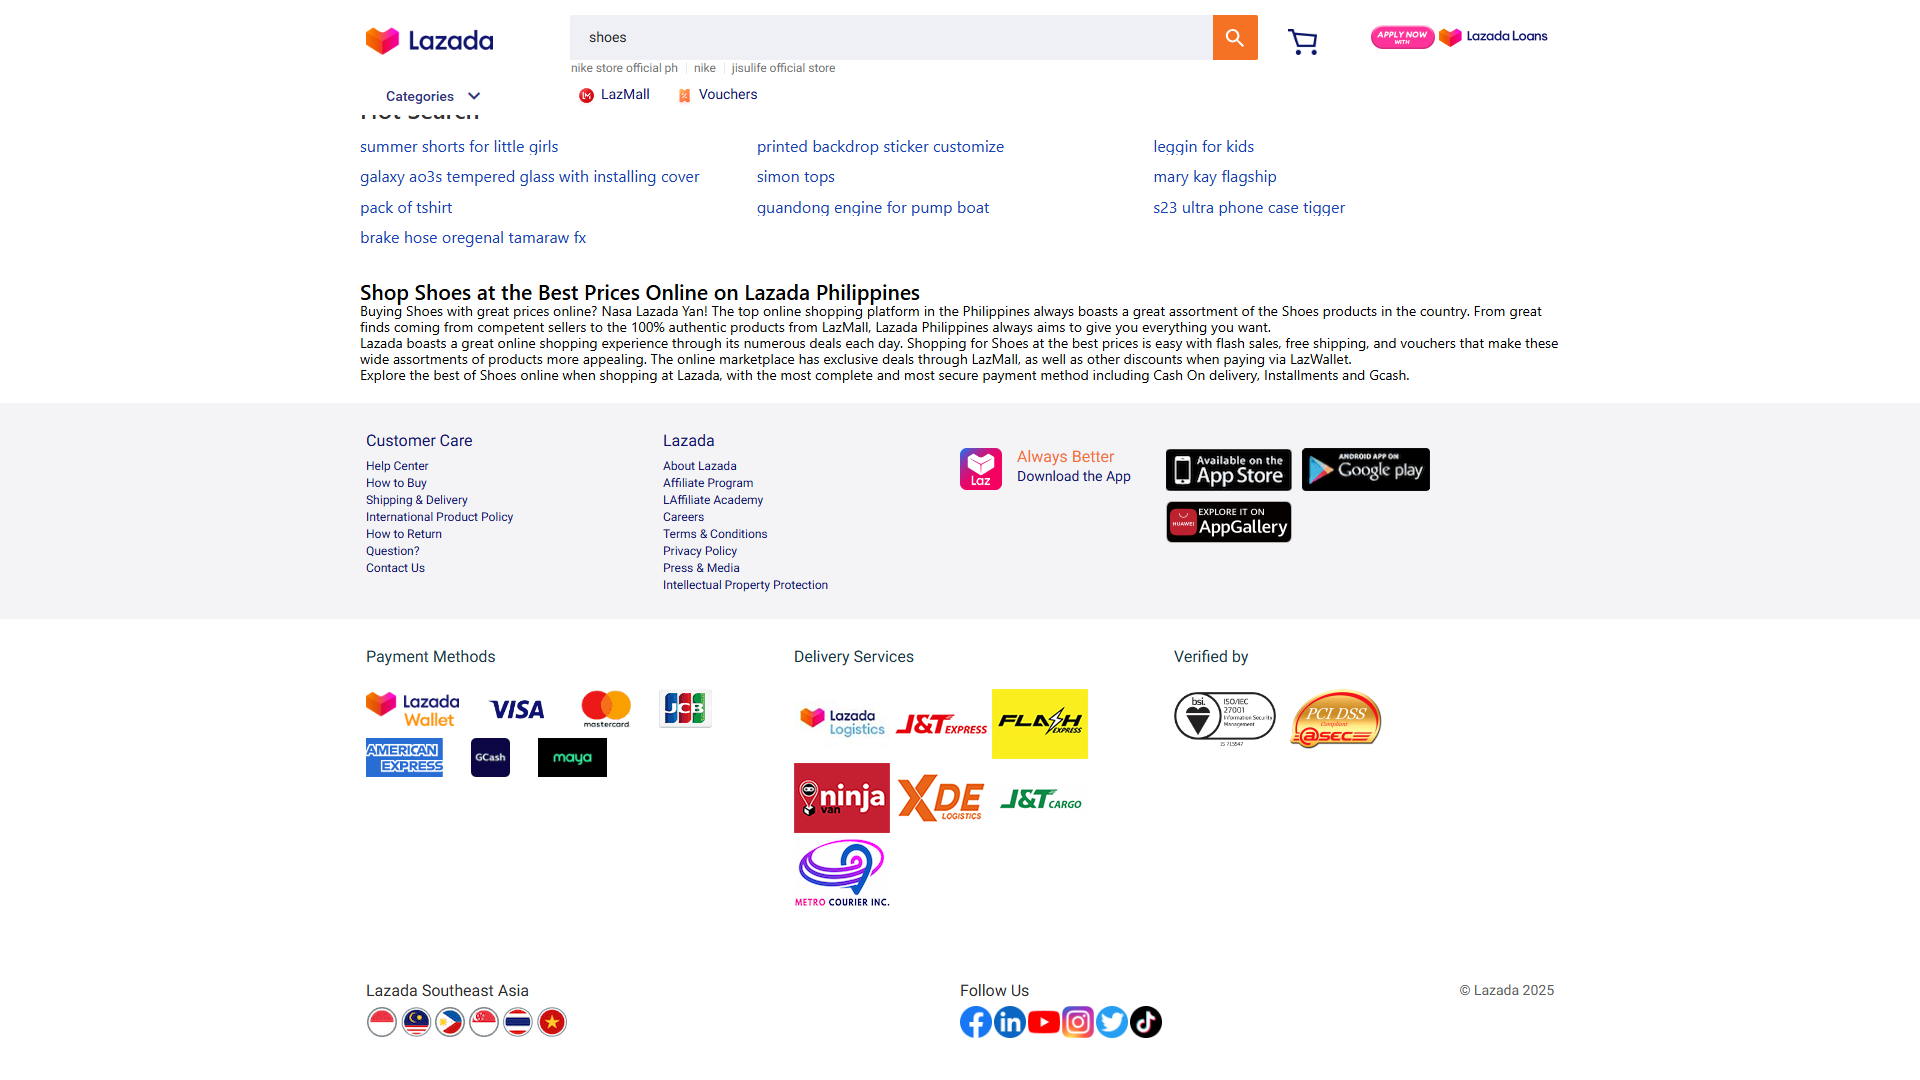 Lazada
shoes
APPLY NOW
WITH
Lazada Loans
nike store official ph
nike
jisulife official store
Categories
LazMall
Vouchers
Hot Search
summer shorts for little girls
printed backdrop sticker customize
leggin for kids
galaxy ao3s tempered glass with installing cover
simon tops
mary kay flagship
pack of tshirt
guandong engine for pump boat
s23 ultra phone case tigger
brake hose oregenal tamaraw fx
Shop Shoes at the Best Prices Online on Lazada Philippines
Buying Shoes with great prices online? Nasa Lazada Yan! The top online shopping platform in the Philippines always boasts a great assortment of the Shoes products in the country. From great
finds coming from competent sellers to the 100% authentic products from LazMall, Lazada Philippines always aims to give you everything you want.
Lazada boasts a great online shopping experience through its numerous deals each day. Shopping for Shoes at the best prices is easy with flash sales, free shipping, and vouchers that make these
wide assortments of products more appealing. The online marketplace has exclusive deals through LazMall, as well as other discounts when paying via LazWallet.
Explore the best of Shoes online when shopping at Lazada, with the most complete and most secure payment method including Cash On delivery, Installments and Gcash.
Customer Care
Help Center
How to Buy
Shipping & Delivery
International Product Policy
How to Return
Question?
Contact Us
Lazada
About Lazada
Affiliate Program
LAffiliate Academy
Careers
Terms & Conditions
Privacy Policy
Press & Media
Intellectual Property Protection
Laz
Always Better
Download the App
Available on the
App Store
ANDROID APP ON
Google play
HUAWEI
EXPLORE IT ON
AppGallery
Payment Methods
Lazada
Wallet
VISA
mastercard
JCB
AMERICAN
EXPRESS
GCash
maya
Delivery Services
Lazada
Logistics
J&T EXPRESS
FLASH
EXPRESS
ninja
van
XDE
LOGISTICS
J&T CARGO
METRO COURIER INC.
Verified by
bsi.
ISO/IEC
27001
Information Security
Management
IS 715547
PCI DSS
Compliant
@SEC
Lazada Southeast Asia
Follow Us
© Lazada 2025